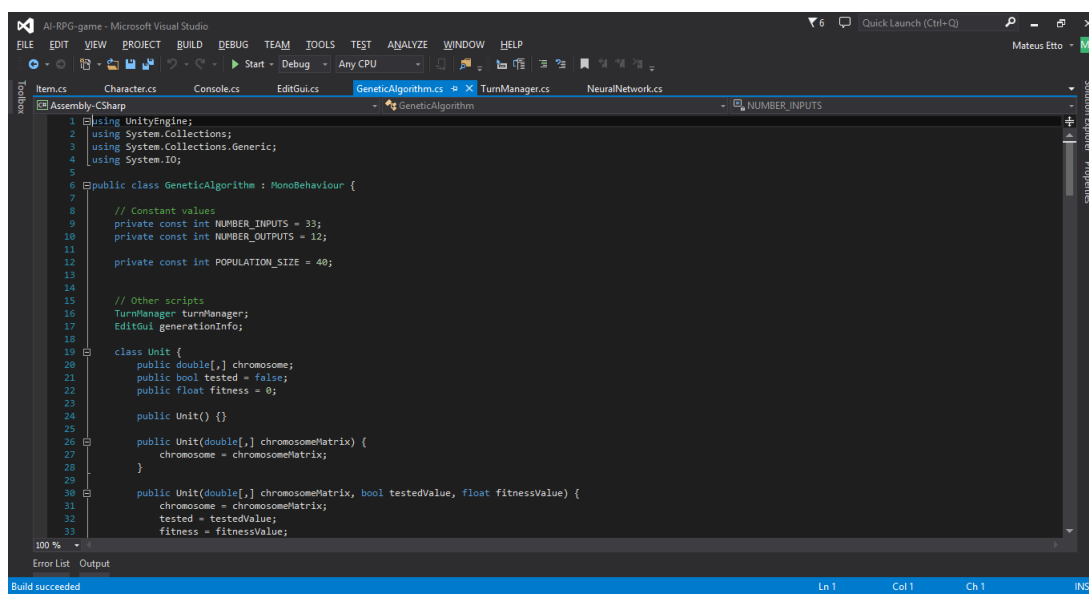 AI-RPG-game - Microsoft Visual Studio
6
Quick Launch (Ctrl+Q)
FILE EDIT VIEW PROJECT BUILD DEBUG TEAM TOOLS TEST ANALYZE WINDOW HELP
Mateus Etto
M
Start
Debug
Any CPU
Toolbox
Item.cs Character.cs Console.cs EditGui.cs GeneticAlgorithm.cs TurnManager.cs NeuralNetwork.cs
Solution Explorer
Properties
Assembly-CSharp
GeneticAlgorithm
NUMBER_INPUTS
1 using UnityEngine;
2 using System.Collections;
3 using System.Collections.Generic;
4 using System.IO;
5
6 public class GeneticAlgorithm : MonoBehaviour {
7
8 // Constant values
9 private const int NUMBER_INPUTS = 33;
10 private const int NUMBER_OUTPUTS = 12;
11
12 private const int POPULATION_SIZE = 40;
13
14
15 // Other scripts
16 TurnManager turnManager;
17 EditGui generationInfo;
18
19 class Unit {
20 public double[,] chromosome;
21 public bool tested = false;
22 public float fitness = 0;
23
24 public Unit() {}
25
26 public Unit(double[,] chromosomeMatrix) {
27 chromosome = chromosomeMatrix;
28 }
29
30 public Unit(double[,] chromosomeMatrix, bool testedValue, float fitnessValue) {
31 chromosome = chromosomeMatrix;
32 tested = testedValue;
33 fitness = fitnessValue;
100 %
Error List Output
Build succeeded
Ln 1 Col 1 Ch 1 INS